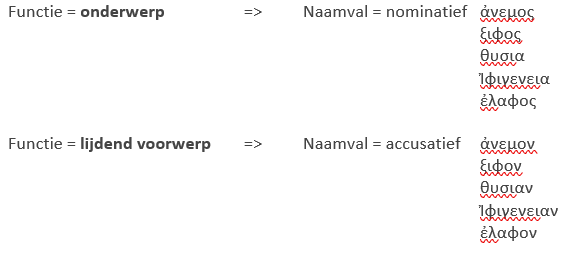 Functie = onderwerp => Naamval = nominatief ἀνεμος
ξιφος
θυσια
Ἰφιγενεια
ἐλαφος
Functie = lijdend voorwerp => Naamval = accusatief ἀνεμον
ξιφον
θυσιαν
Ἰφιγενειαν
ἐλαφον